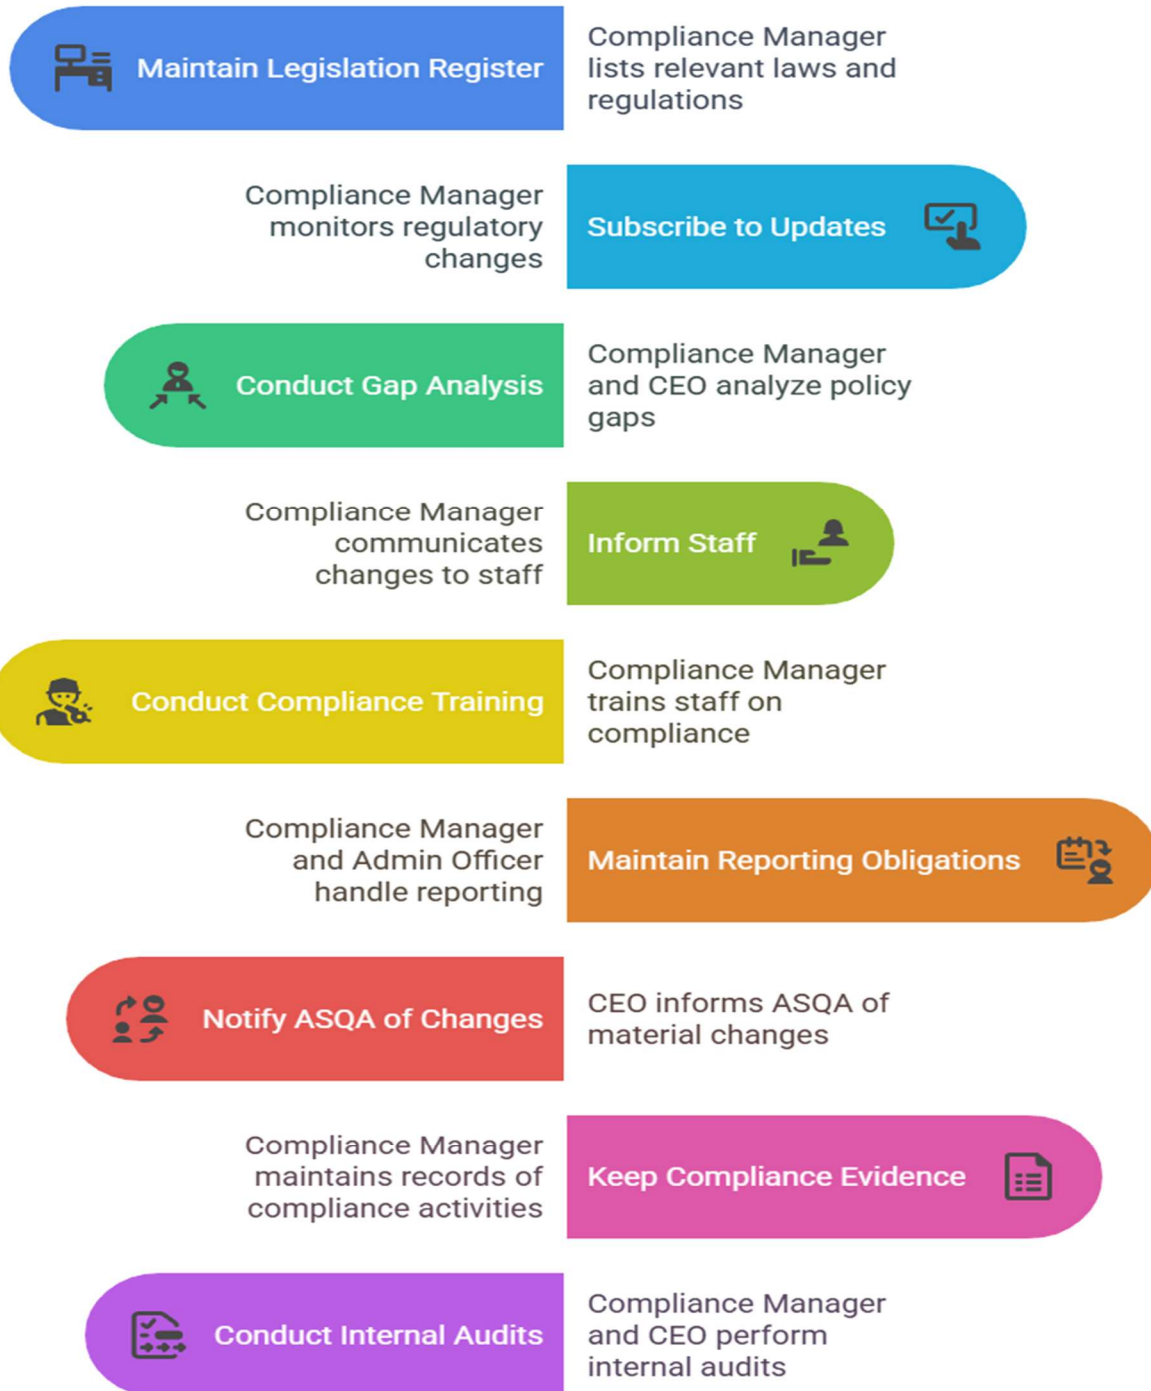 Maintain Legislation Register
Compliance Manager
lists relevant laws and
regulations
Compliance Manager
monitors regulatory
changes
Subscribe to Updates
Conduct Gap Analysis
Compliance Manager
and CEO analyze policy
gaps
Compliance Manager
communicates
changes to staff
Inform Staff
Conduct Compliance Training
Compliance Manager
trains staff on
compliance
Compliance Manager
and Admin Officer
handle reporting
Maintain Reporting Obligations
Notify ASQA of Changes
CEO informs ASQA of
material changes
Compliance Manager
maintains records of
compliance activities
Keep Compliance Evidence
Conduct Internal Audits
Compliance Manager
and CEO perform
internal audits